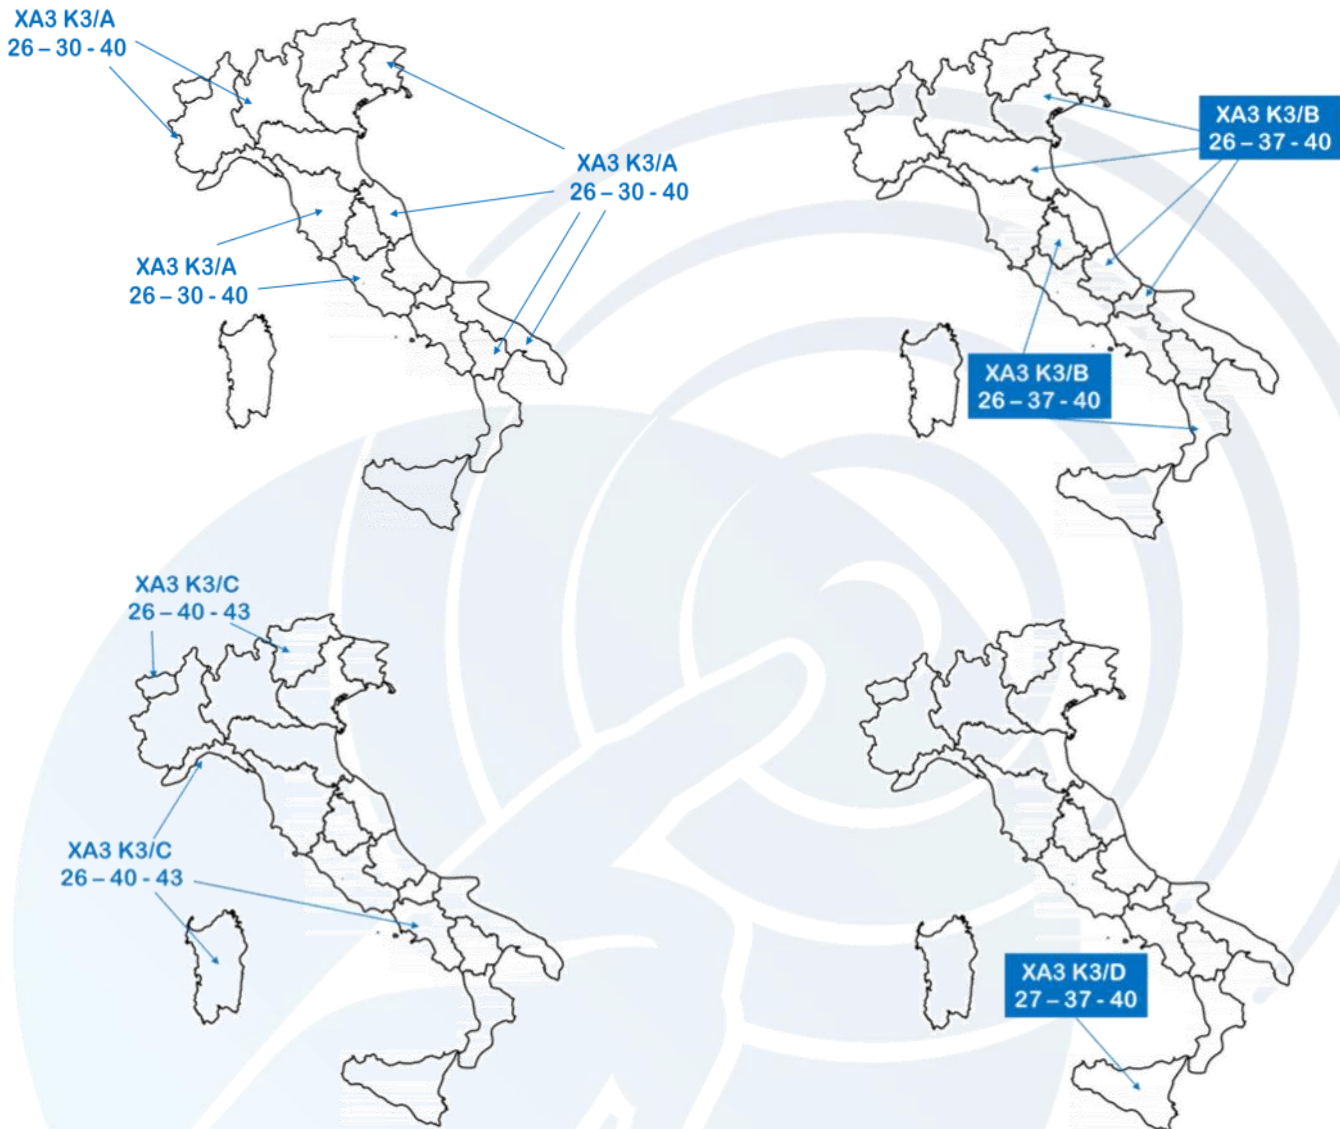 XA3 K3/A
26 – 30 - 40
XA3 K3/A
26 – 30 - 40
XA3 K3/A
26 – 30 - 40
XA3 K3/B
26 – 37 - 40
XA3 K3/B
26 – 37 - 40
XA3 K3/C
26 – 40 - 43
XA3 K3/C
26 – 40 - 43
XA3 K3/D
27 – 37 - 40